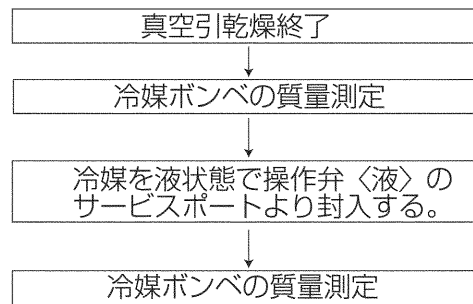 真空引乾燥終了
冷媒ボンベの質量測定
冷媒を液状態で操作弁〈液〉の
サービスポートより封入する。
冷媒ボンベの質量測定